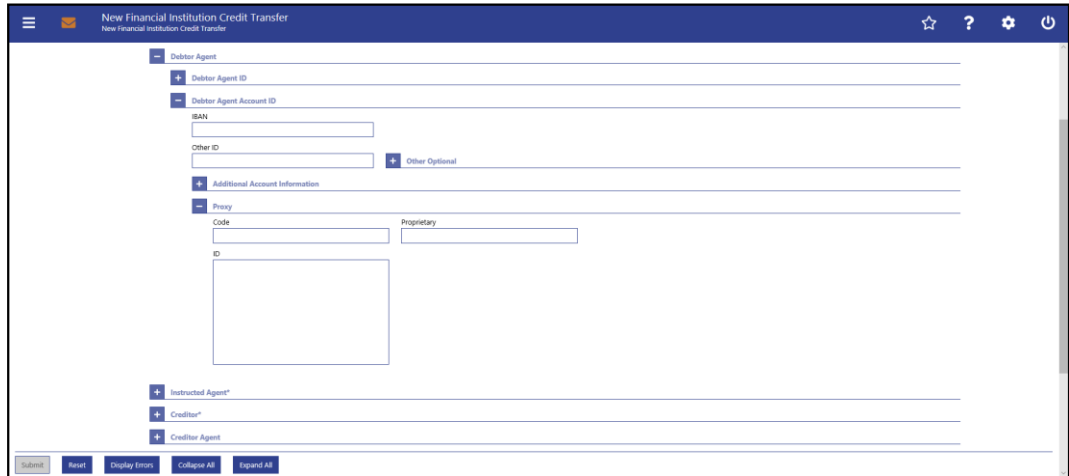 New Financial Institution Credit Transfer
New Financial Institution Credit Transfer
?
Debtor Agent
Debtor Agent ID
Debtor Agent Account ID
IBAN
Other ID
Other Optional
Additional Account Information
Proxy
Code Proprietary
ID
Instructed Agent*
Creditor*
Creditor Agent
Submit Reset Display Errors Collapse All Expand All